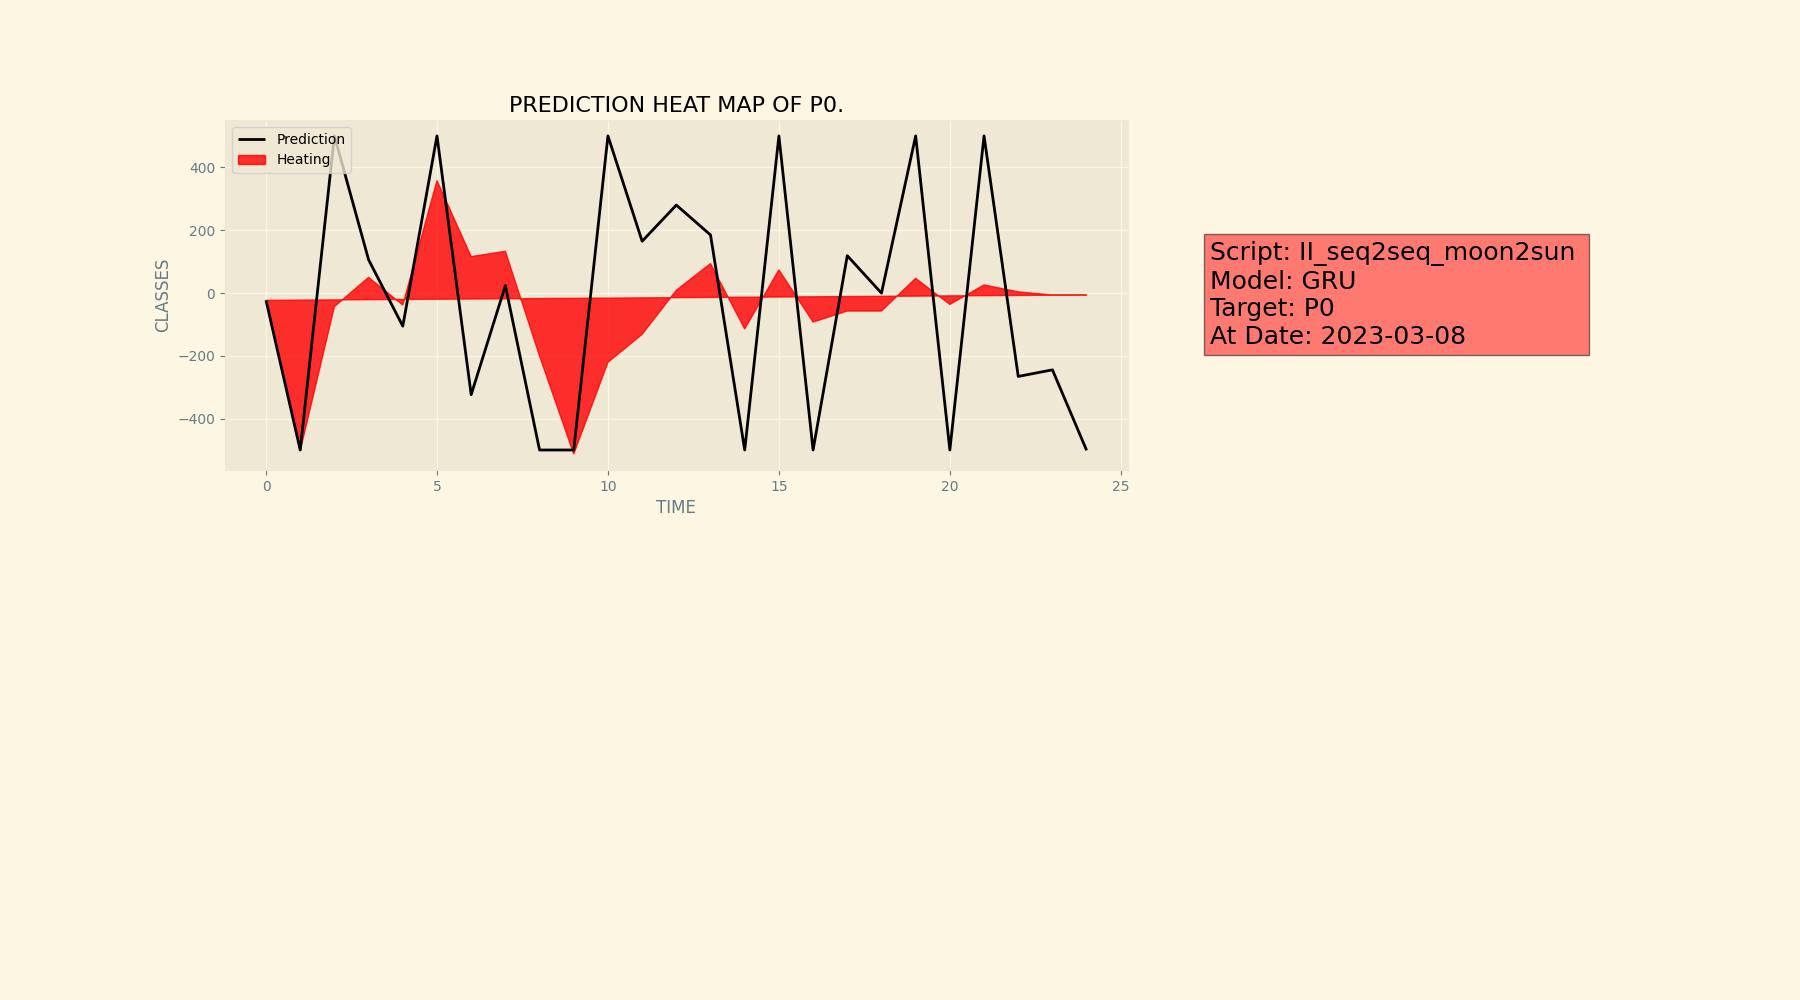 PREDICTION HEAT MAP OF P0.
Prediction
Heating
400
200
0
−200
−400
CLASSES
0 5 10 15 20 25
TIME
Script: II_seq2seq_moon2sun
Model: GRU
Target: P0
At Date: 2023-03-08